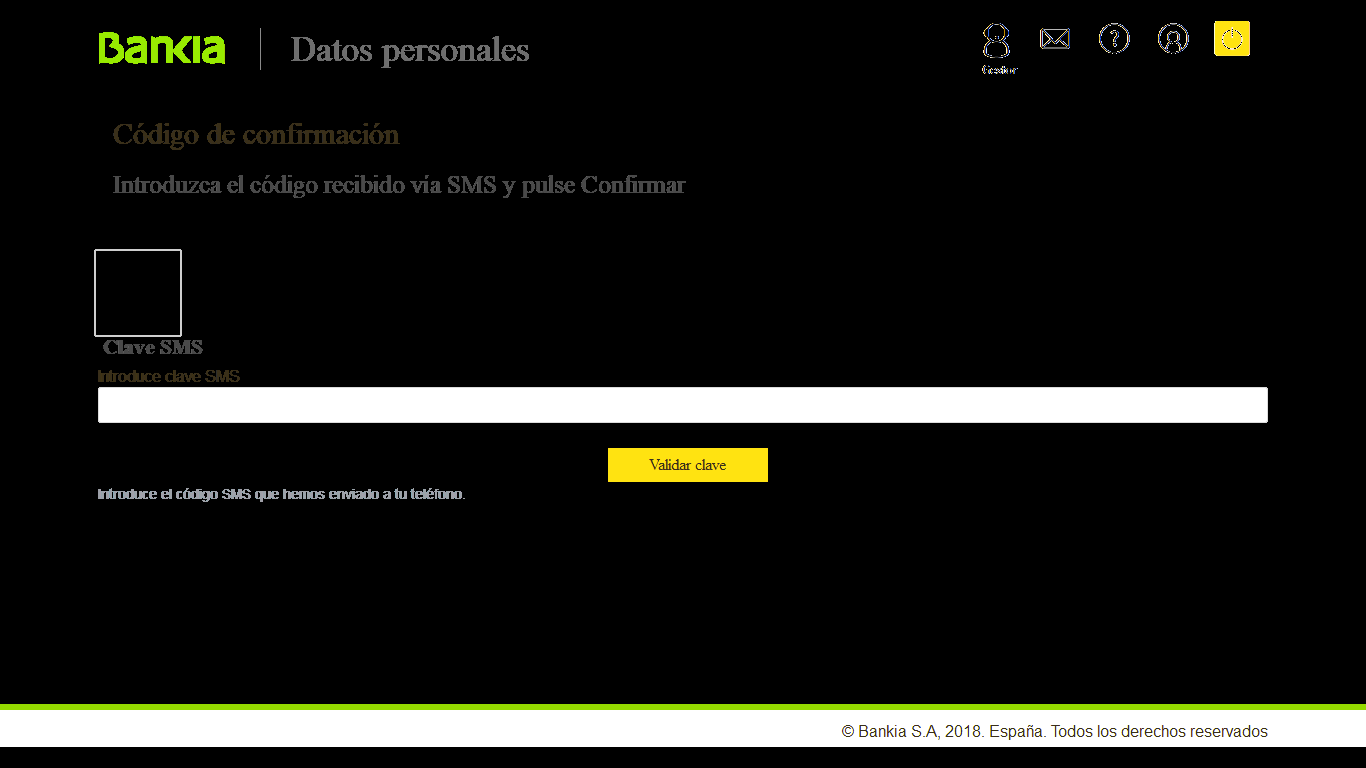 Bankia
Datos personales
Gestor
Código de confirmación
Introduzca el código recibido vía SMS y pulse Confirmar
Clave SMS
Introduce clave SMS
Validar clave
Introduce el código SMS que hemos enviado a tu teléfono.
© Bankia S.A, 2018. España. Todos los derechos reservados